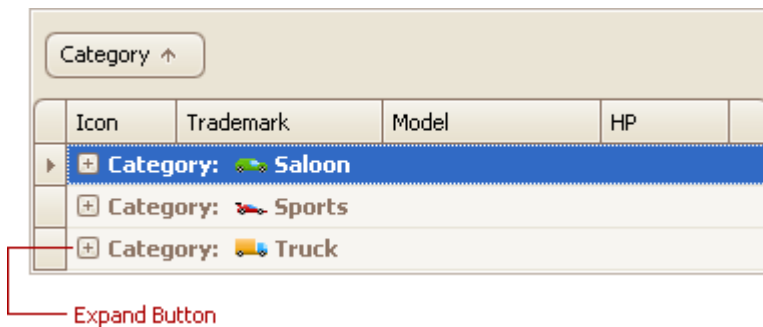 Category
Icon Trademark Model HP
Category: Saloon
Category: Sports
Category: Truck
Expand Button